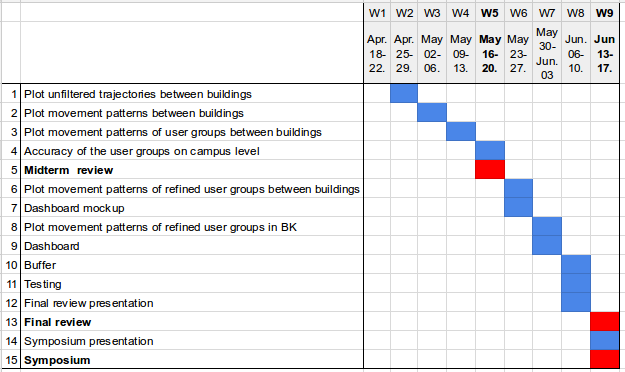 W1 W2 W3 W4 W5 W6 W7 W8 W9
Apr. 18-22. Apr. 25-29. May 02-06. May 09-13. May 16-20. May 23-27. May 30-Jun. 03 Jun. 06-10. Jun 13-17.
1 Plot unfiltered trajectories between buildings
2 Plot movement patterns between buildings
3 Plot movement patterns of user groups between buildings
4 Accuracy of the user groups on campus level
5 Midterm review
6 Plot movement patterns of refined user groups between buildings
7 Dashboard mockup
8 Plot movement patterns of refined user groups in BK
9 Dashboard
10 Buffer
11 Testing
12 Final review presentation
13 Final review
14 Symposium presentation
15 Symposium